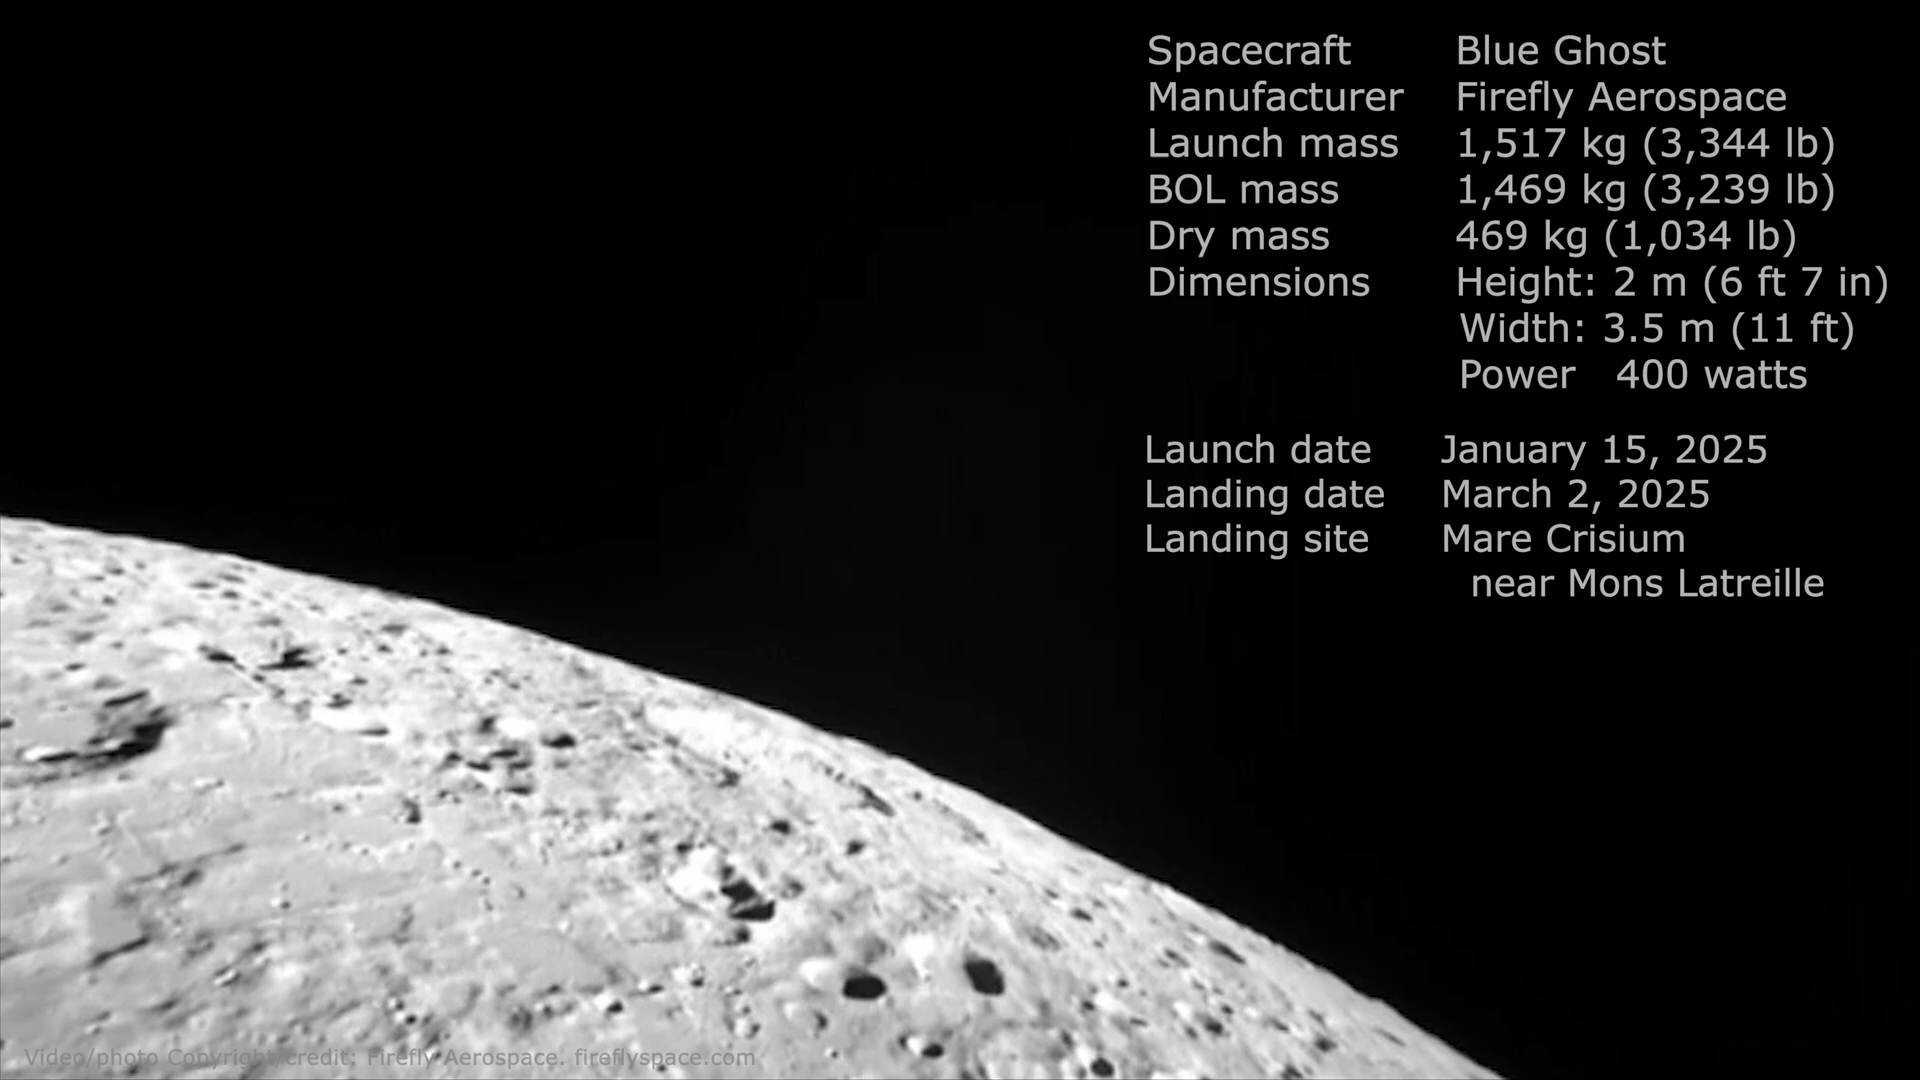 Spacecraft Blue Ghost
Manufacturer Firefly Aerospace
Launch mass 1,517 kg (3,344 lb)
BOL mass 1,469 kg (3,239 lb)
Dry mass 469 kg (1,034 lb)
Dimensions Height: 2 m (6 ft 7 in)
Width: 3.5 m (11 ft)
Power 400 watts
Launch date January 15, 2025
Landing date March 2, 2025
Landing site Mare Crisium
near Mons Latreille
Video/photo Copyright/credit: Firefly Aerospace. fireflyspace.com